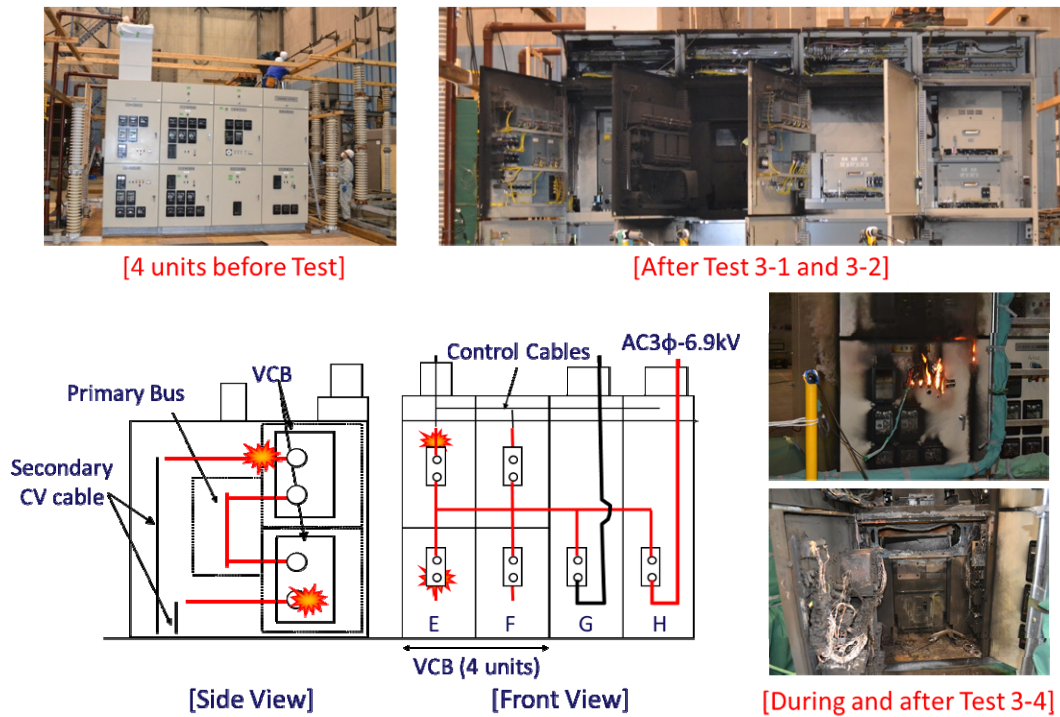 [4 units before Test]
[After Test 3-1 and 3-2]
VCB
Primary Bus
Secondary
CV cable
Control Cables
AC3ϕ-6.9kV
E
F
G
H
VCB (4 units)
[Side View]
[Front View]
[During and after Test 3-4]